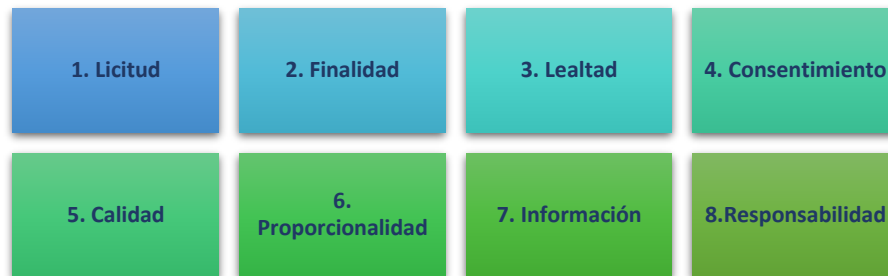 1. Licitud
2. Finalidad
3. Lealtad
4. Consentimiento
5. Calidad
6.
Proporcionalidad
7. Información
8.Responsabilidad